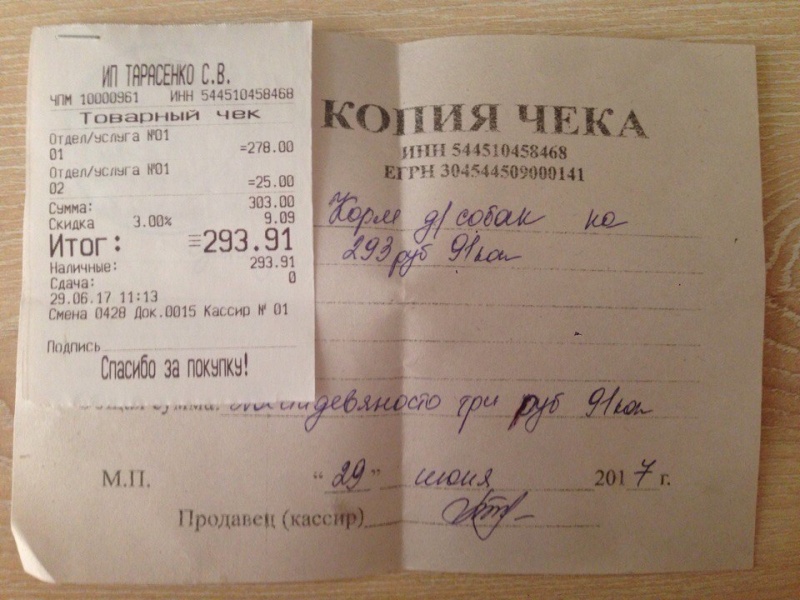 ИП ТАРАСЕНКО С.В.
ЧПМ 10000961 ИНН 544510458468
Товарный чек
Отдел/услуга №01
01 =278.00
Отдел/услуга №01
02 =25.00
Сумма: 303.00
Скидка 3.00% 9.09
Итог: ≡293.91
Наличные: 293.91
Сдача: 0
29.06.17 11:13
Смена 0428 Док.0015 Кассир № 01
Подпись
Спасибо за покупку!
КОПИЯ ЧЕКА
ИНН 544510458468
ЕГРН 304544509000141
Корм д/собак на
293 руб 91 коп
сумма: девяносто три руб 91 коп
М.П. "29" июня 2017 г.
Продавец (кассир)